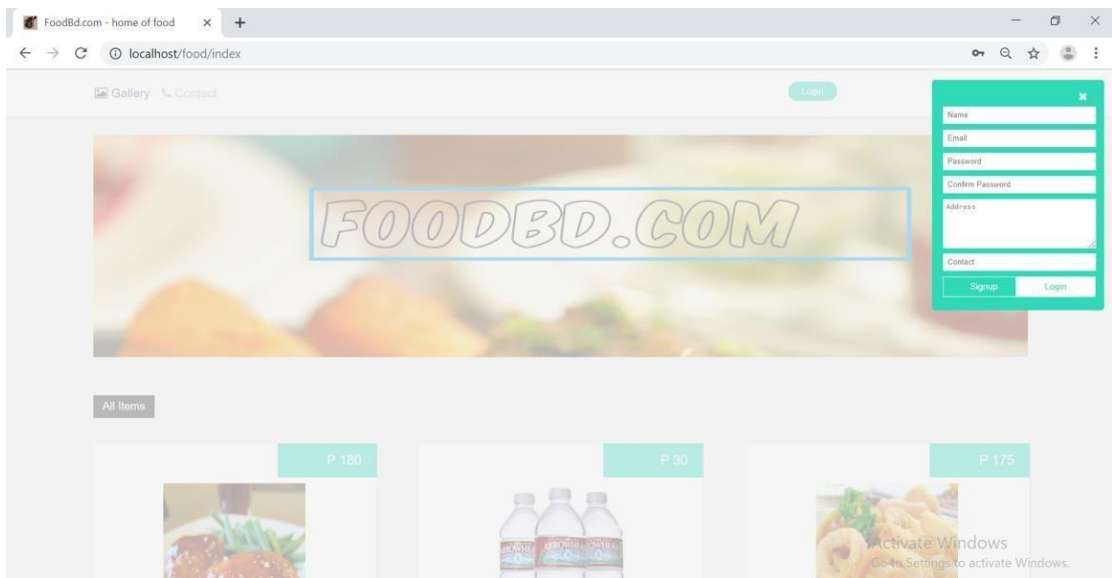 FoodBd.com - home of food
localhost/food/index
Gallery Contact
Login
Name
Email
Password
Confirm Password
Address
Contact
Signup Login
FOODBD.COM
All Items
P 180
P 30
P 175
ARROWHEAD
Activate Windows
Go to Settings to activate Windows.